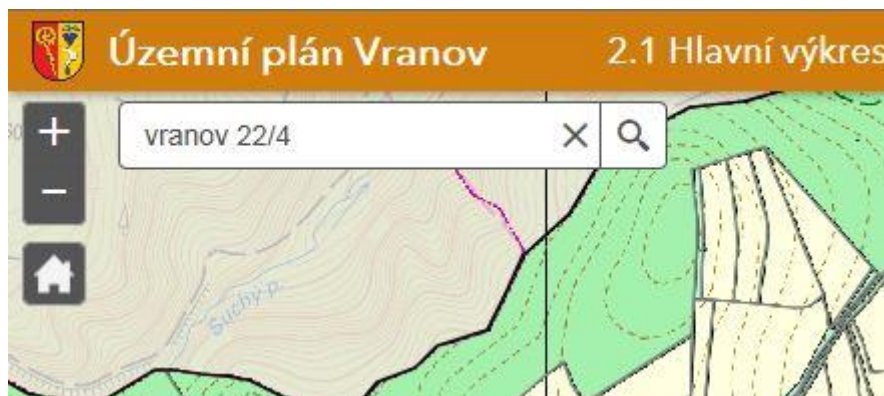 Územní plán Vranov
2.1 Hlavní výkres
vranov 22/4
Suchý p.